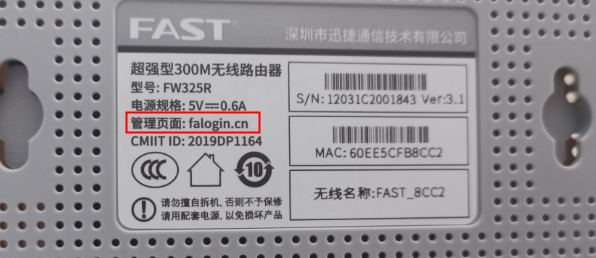 FAST
深圳市迅捷通信技术有限公司
超强型300M无线路由器
型号: FW325R
电源规格: 5V⎓0.6A
管理页面: falogin.cn
CMIIT ID: 2019DP1164
10
请勿擅自拆机, 否则不予保修
请用配套电源, 以免损坏产品
S/N: 12031C2001843 Ver:3.1
MAC: 60EE5CFB8CC2
无线名称: FAST_8CC2